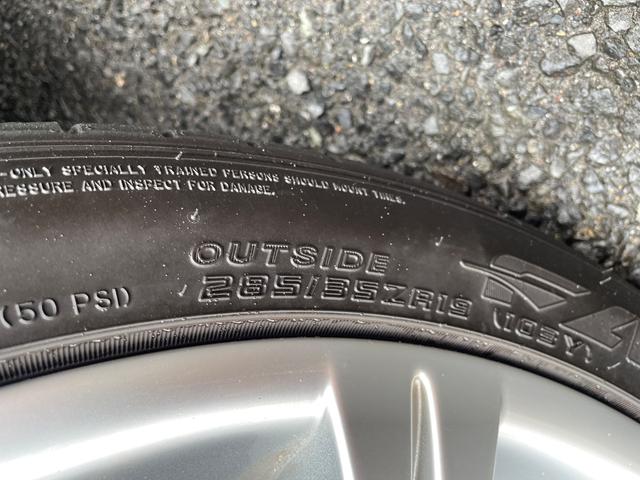 -ONLY SPECIALLY TRAINED PERSONS SHOULD MOUNT TIRES.
RESSURE AND INSPECT FOR DAMAGE.
OUTSIDE
(50 PSI)
285/35ZR19 (103Y)